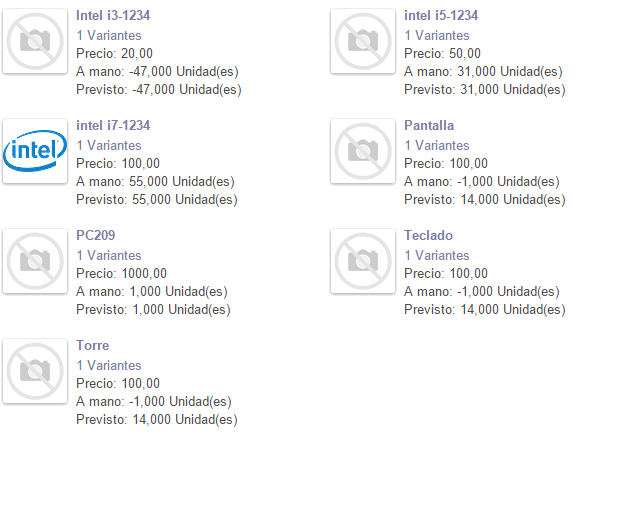 Intel i3-1234
1 Variantes
Precio: 20,00
A mano: -47,000 Unidad(es)
Previsto: -47,000 Unidad(es)
intel i5-1234
1 Variantes
Precio: 50,00
A mano: 31,000 Unidad(es)
Previsto: 31,000 Unidad(es)
intel
intel i7-1234
1 Variantes
Precio: 100,00
A mano: 55,000 Unidad(es)
Previsto: 55,000 Unidad(es)
Pantalla
1 Variantes
Precio: 100,00
A mano: -1,000 Unidad(es)
Previsto: 14,000 Unidad(es)
PC209
1 Variantes
Precio: 1000,00
A mano: 1,000 Unidad(es)
Previsto: 1,000 Unidad(es)
Teclado
1 Variantes
Precio: 100,00
A mano: -1,000 Unidad(es)
Previsto: 14,000 Unidad(es)
Torre
1 Variantes
Precio: 100,00
A mano: -1,000 Unidad(es)
Previsto: 14,000 Unidad(es)